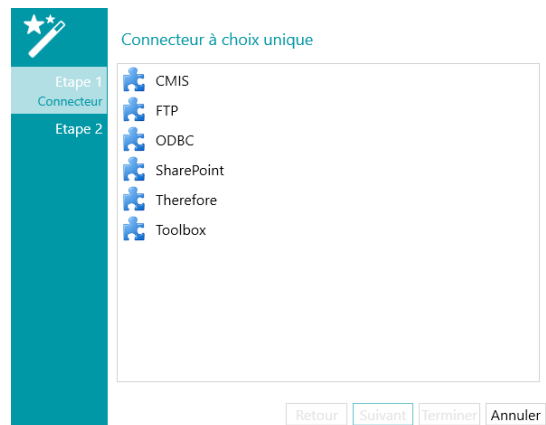 Connecteur à choix unique
Etape 1
Connecteur
Etape 2
CMIS
FTP
ODBC
SharePoint
Therefore
Toolbox
Retour Suivant Terminer Annuler